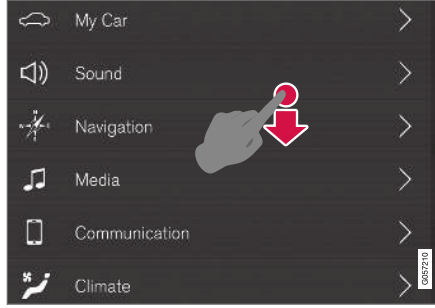 My Car
Sound
Navigation
Media
Communication
Climate
G057210